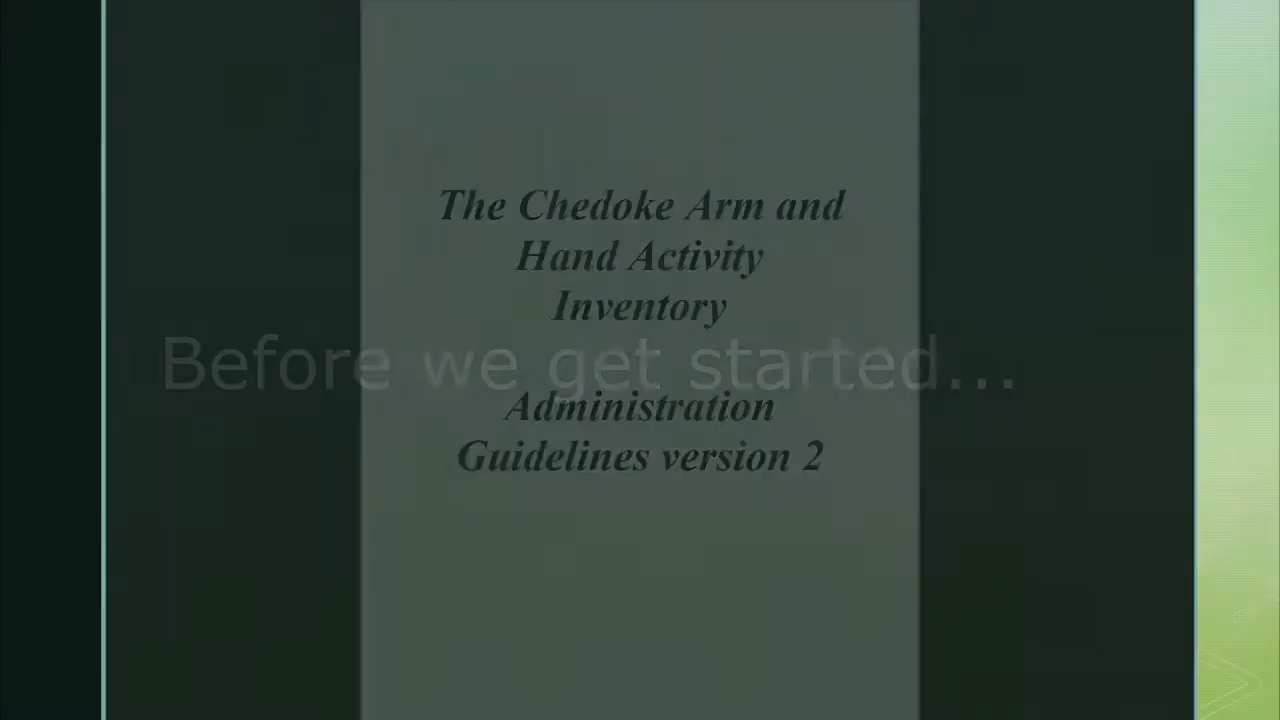 The Chedoke Arm and
Hand Activity
Inventory
Before we get started...
Administration
Guidelines version 2